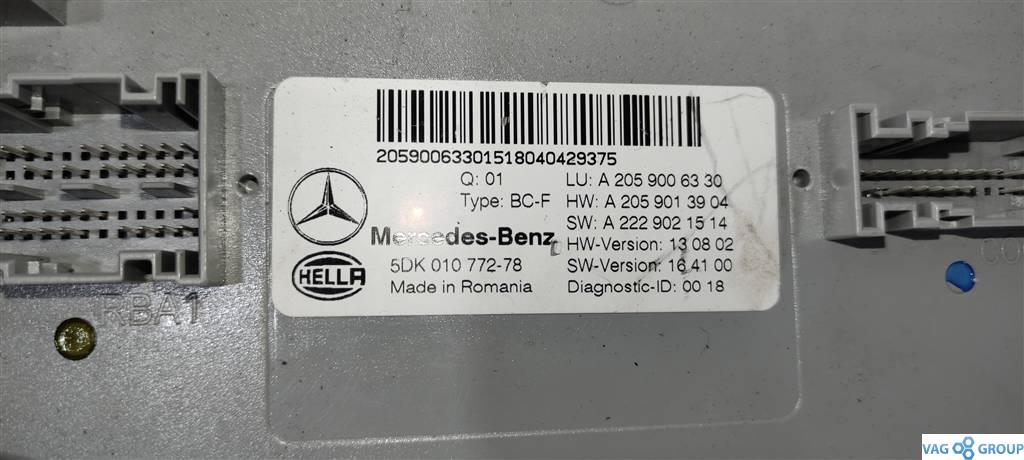 20590063301518040429375
Q: 01
Type: BC-F
Mercedes-Benz
5DK 010 772-78
HELLA
Made in Romania
LU: A 205 900 63 30
HW: A 205 901 39 04
SW: A 222 902 15 14
HW-Version: 13 08 02
SW-Version: 16 41 00
Diagnostic-ID: 00 18
RBA1
VAG GROUP